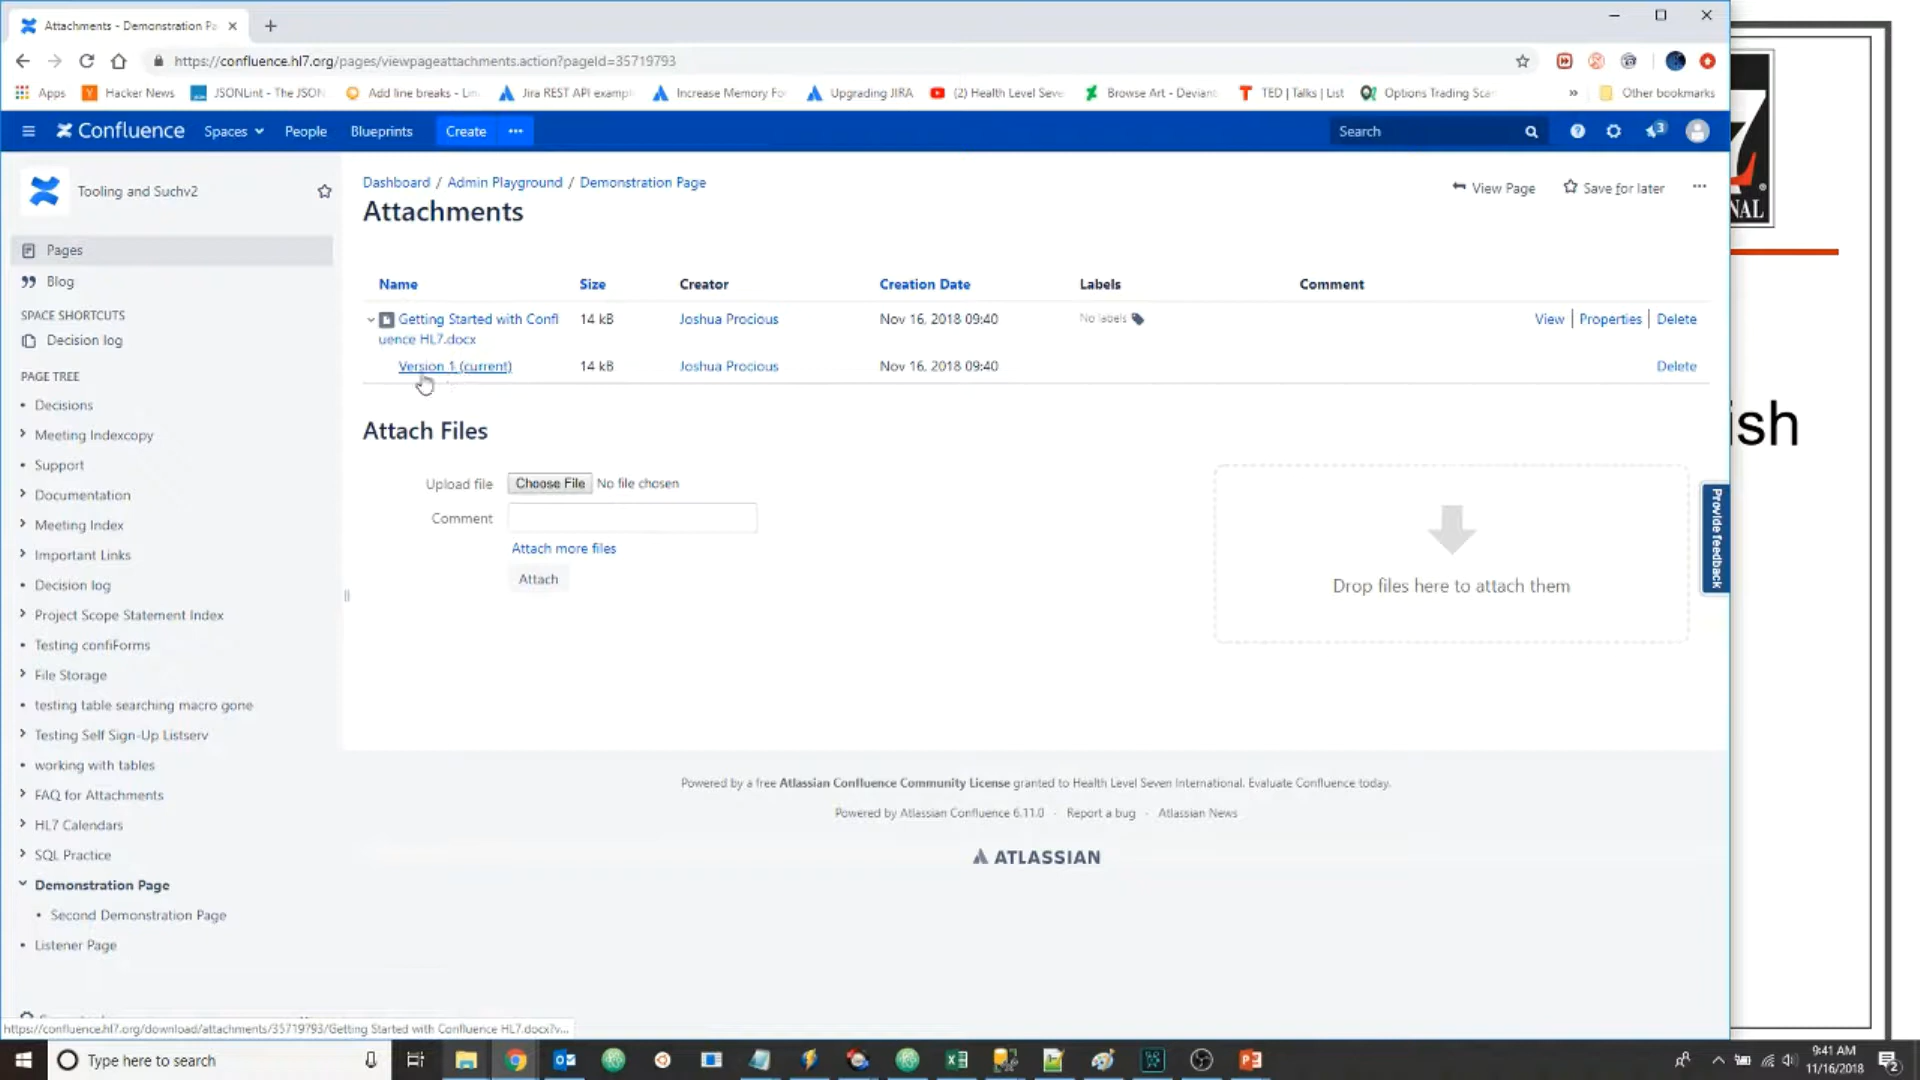 Attachments - Demonstration Pa
https://confluence.hl7.org/pages/viewpageattachments.action?pageId=35719793
Apps
Hacker News
JSONLint - The JSON
Add line breaks - Lin
Jira REST API exampl
Increase Memory Fo
Upgrading JIRA
(2) Health Level Seve
Browse Art - Deviant
TED | Talks | List
Options Trading Sca
»
Other bookmarks
Confluence
Spaces
People
Blueprints
Create
Search
3
Tooling and Suchv2
Pages
Blog
SPACE SHORTCUTS
Decision log
PAGE TREE
Decisions
Meeting Indexcopy
Support
Documentation
Meeting Index
Important Links
Decision log
Project Scope Statement Index
Testing confiForms
File Storage
testing table searching macro gone
Testing Self Sign-Up Listserv
working with tables
FAQ for Attachments
HL7 Calendars
SQL Practice
Demonstration Page
Second Demonstration Page
Listener Page
Dashboard / Admin Playground / Demonstration Page
View Page
Save for later
Attachments
Name Size Creator Creation Date Labels Comment
Getting Started with Confl 14 kB Joshua Procious Nov 16, 2018 09:40 No labels View Properties Delete
uence HL7.docx
Version 1 (current) 14 kB Joshua Procious Nov 16, 2018 09:40 Delete
Attach Files
Upload file Choose File No file chosen
Comment
Attach more files
Attach
Drop files here to attach them
Provide feedback
Powered by a free Atlassian Confluence Community License granted to Health Level Seven International. Evaluate Confluence today.
Powered by Atlassian Confluence 6.11.0 · Report a bug · Atlassian News
ATLASSIAN
https://confluence.hl7.org/download/attachments/35719793/Getting Started with Confluence HL7.docx?v...
7
®
NAL
ish
Type here to search
9:41 AM
11/16/2018
2